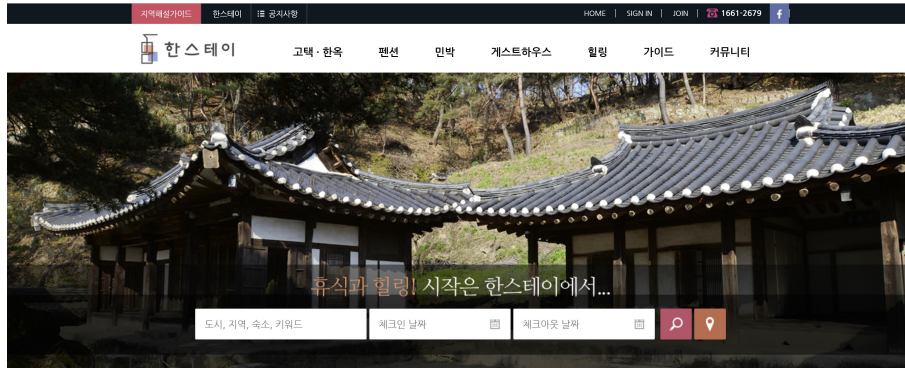 지역해설가이드 한스테이 공지사항 HOME | SIGN IN | JOIN | 1661-2679 f
한스테이 고택 · 한옥 펜션 민박 게스트하우스 힐링 가이드 커뮤니티
휴식과 힐링! 시작은 한스테이에서...
도시, 지역, 숙소, 키워드 체크인 날짜 체크아웃 날짜